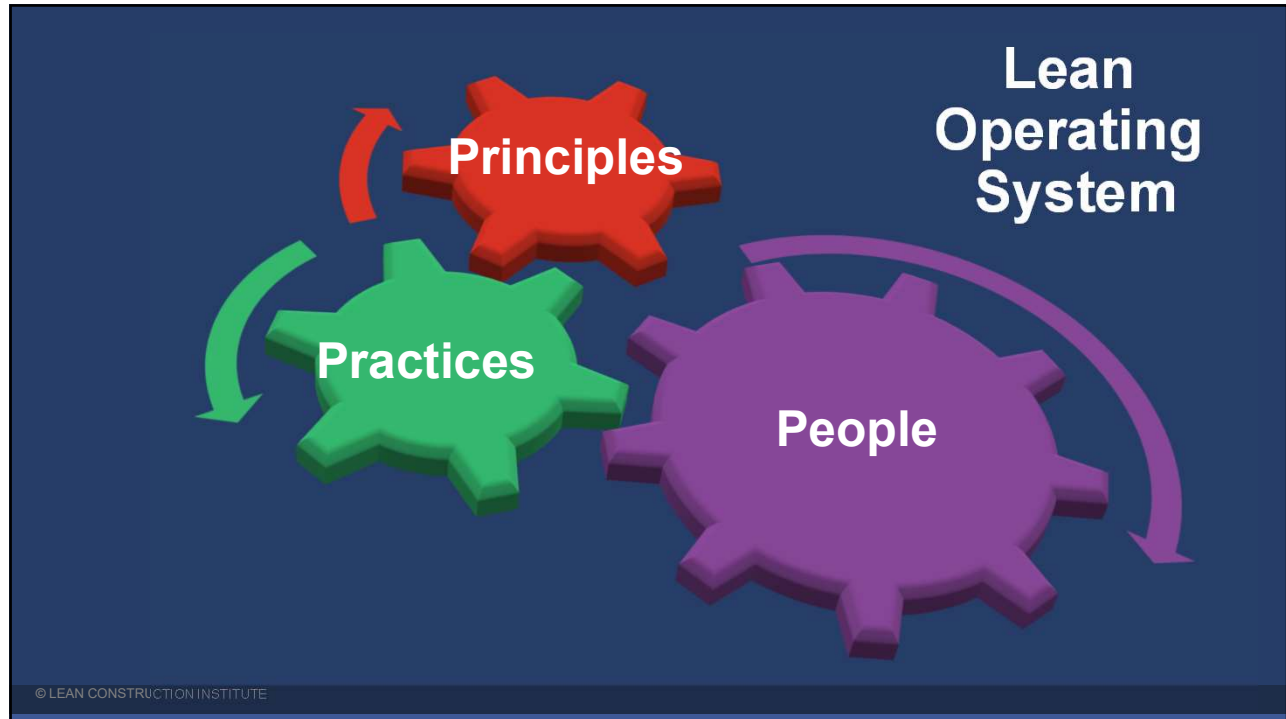 Lean
Operating
System
Principles
Practices
People
© LEAN CONSTRUCTION INSTITUTE